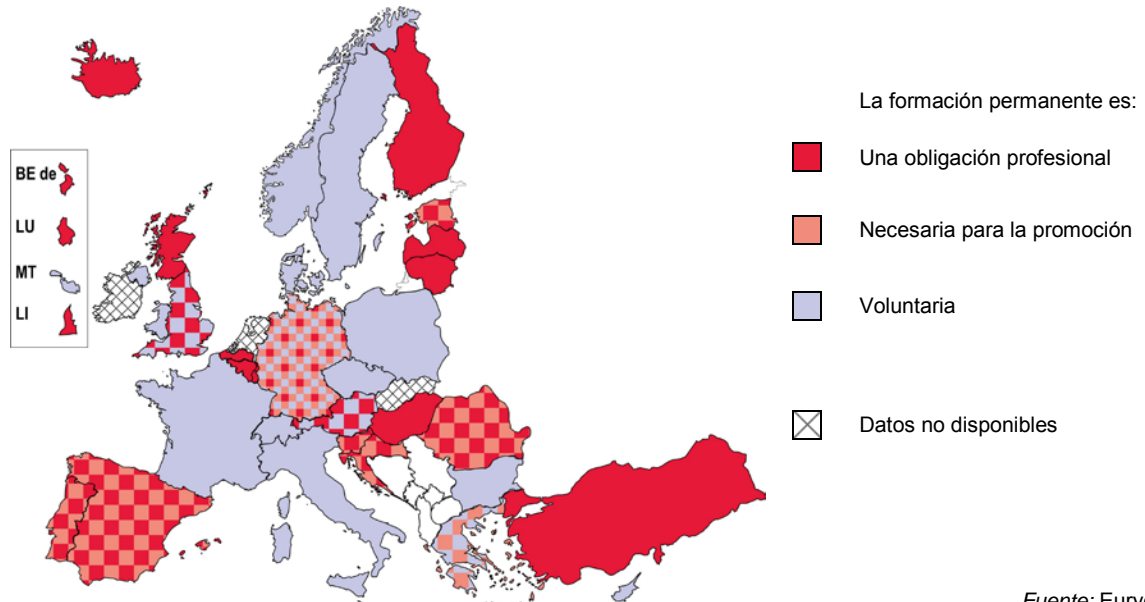 La formación permanente es:
Una obligación profesional
Necesaria para la promoción
Voluntaria
Datos no disponibles
BE de
LU
MT
LI
Fuente: Eury